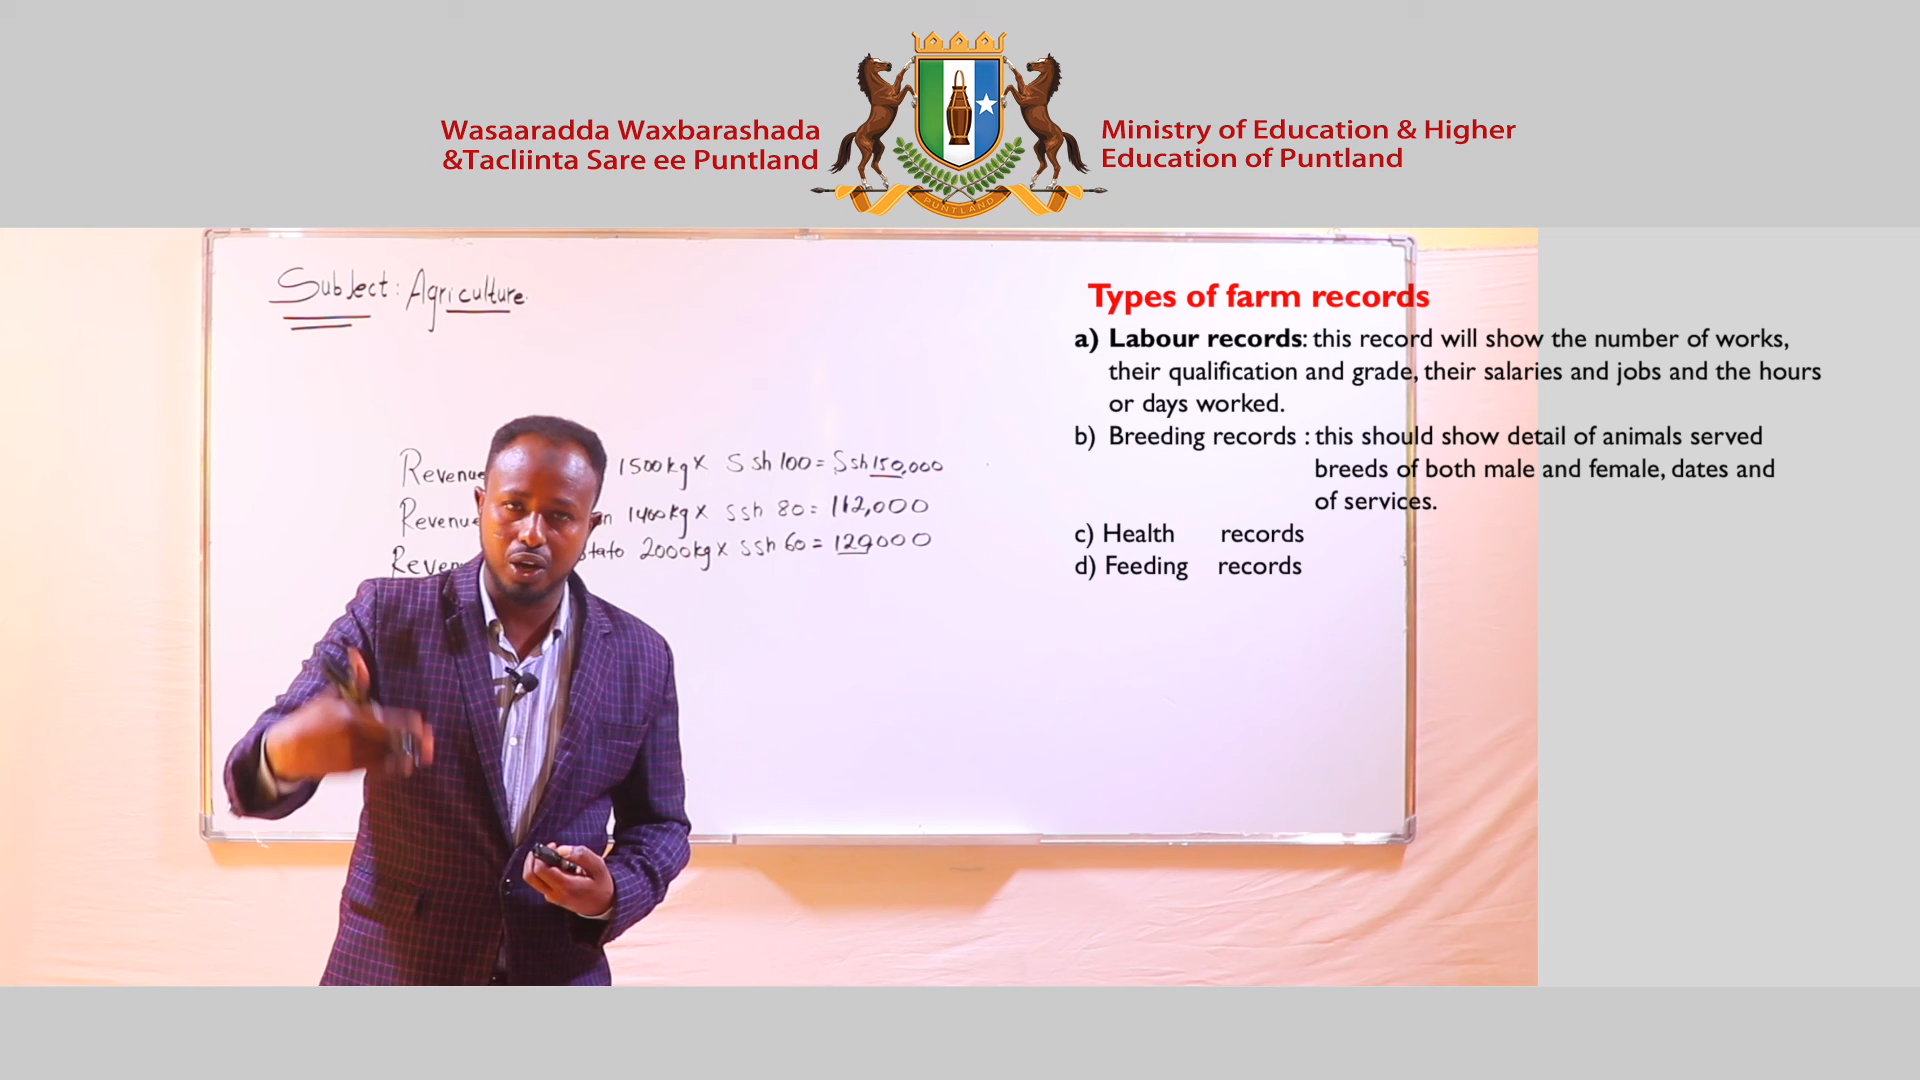 Wasaaradda Waxbarashada
&Tacliinta Sare ee Puntland
PUNTLAND
Ministry of Education & Higher
Education of Puntland
Subject: Agriculture.
Revenue 1500kg x Ssh 100 = Ssh 150,000
Revenue 1400kg x Ssh 80 = 112,000
2000kg x Ssh 60 = 120000
Types of farm records
a) Labour records: this record will show the number of works,
their qualification and grade, their salaries and jobs and the hours
or days worked.
b) Breeding records : this should show detail of animals served
breeds of both male and female, dates and
of services.
c) Health records
d) Feeding records